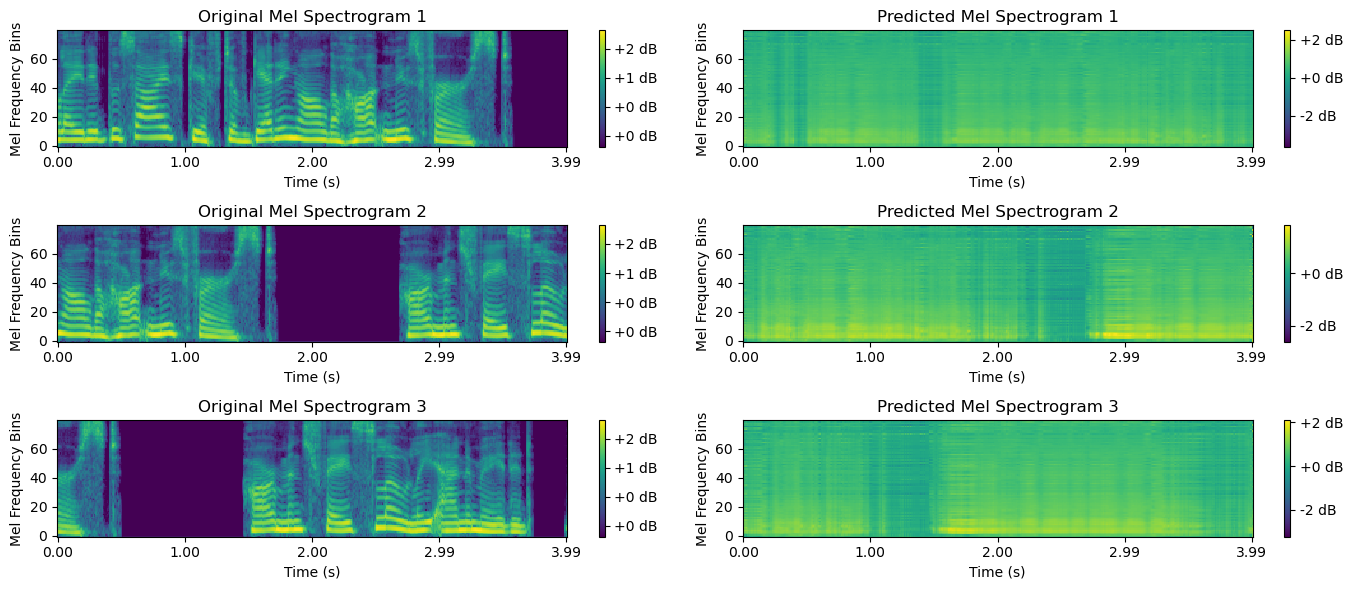 Original Mel Spectrogram 1
Mel Frequency Bins
60
40
20
0
0.00 1.00 2.00 2.99 3.99
Time (s)
+2 dB
+1 dB
+0 dB
+0 dB
Predicted Mel Spectrogram 1
Mel Frequency Bins
60
40
20
0
0.00 1.00 2.00 2.99 3.99
Time (s)
+2 dB
+0 dB
-2 dB
Original Mel Spectrogram 2
Mel Frequency Bins
60
40
20
0
0.00 1.00 2.00 2.99 3.99
Time (s)
+2 dB
+1 dB
+0 dB
+0 dB
Predicted Mel Spectrogram 2
Mel Frequency Bins
60
40
20
0
0.00 1.00 2.00 2.99 3.99
Time (s)
+0 dB
-2 dB
Original Mel Spectrogram 3
Mel Frequency Bins
60
40
20
0
0.00 1.00 2.00 2.99 3.99
Time (s)
+2 dB
+1 dB
+0 dB
+0 dB
Predicted Mel Spectrogram 3
Mel Frequency Bins
60
40
20
0
0.00 1.00 2.00 2.99 3.99
Time (s)
+2 dB
+0 dB
-2 dB